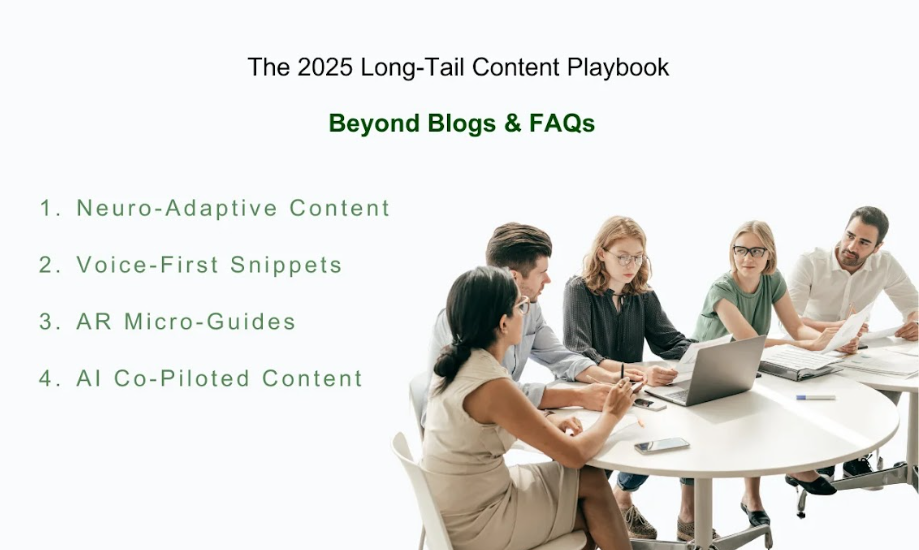 The 2025 Long-Tail Content Playbook
Beyond Blogs & FAQs
1. Neuro-Adaptive Content
2. Voice-First Snippets
3. AR Micro-Guides
4. AI Co-Piloted Content